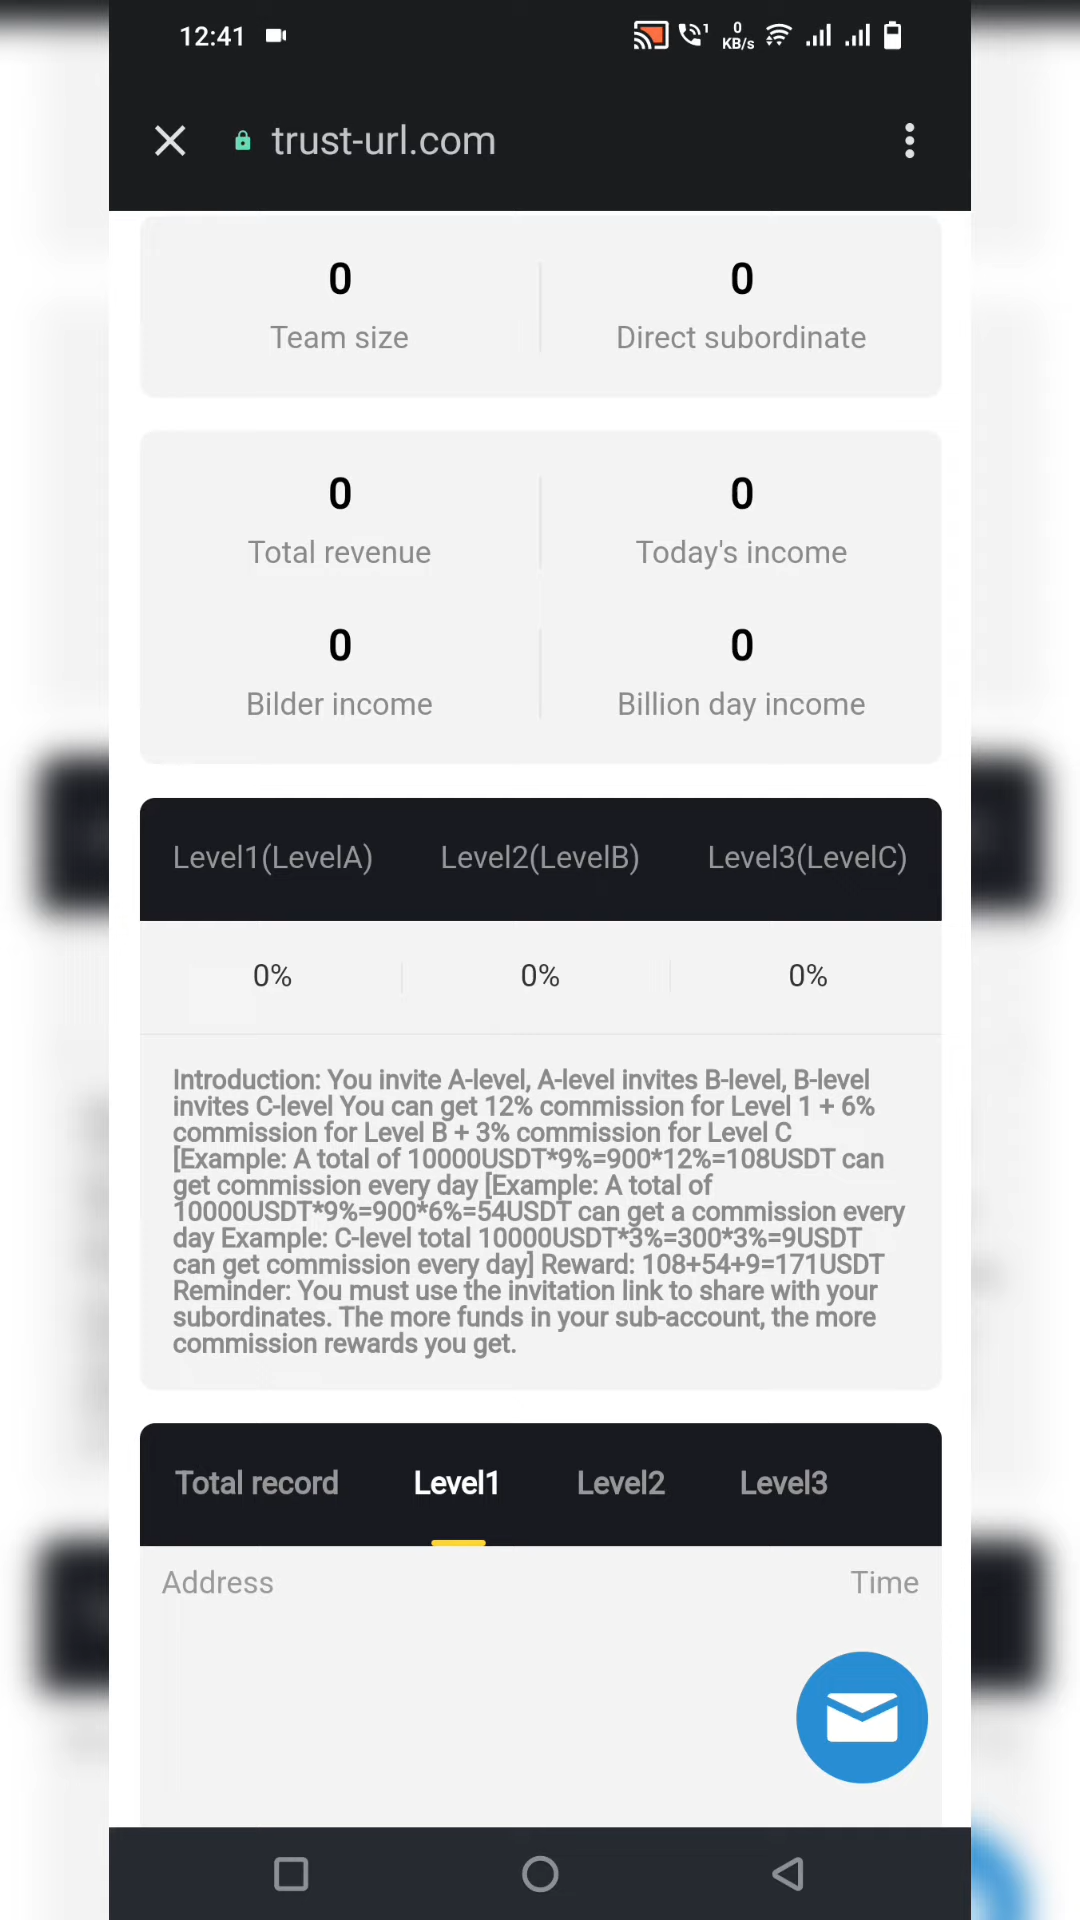 12:41
1
0
KB/s
trust-url.com
0 0
Team size Direct subordinate
0 0
Total revenue Today's income
0 0
Bilder income Billion day income
Level1(LevelA) Level2(LevelB) Level3(LevelC)
0% 0% 0%
Introduction: You invite A-level, A-level invites B-level, B-level
invites C-level You can get 12% commission for Level 1 + 6%
commission for Level B + 3% commission for Level C
[Example: A total of 10000USDT*9%=900*12%=108USDT can
get commission every day [Example: A total of
10000USDT*9%=900*6%=54USDT can get a commission every
day Example: C-level total 10000USDT*3%=300*3%=9USDT
can get commission every day] Reward: 108+54+9=171USDT
Reminder: You must use the invitation link to share with your
subordinates. The more funds in your sub-account, the more
commission rewards you get.
Total record Level1 Level2 Level3
Address Time